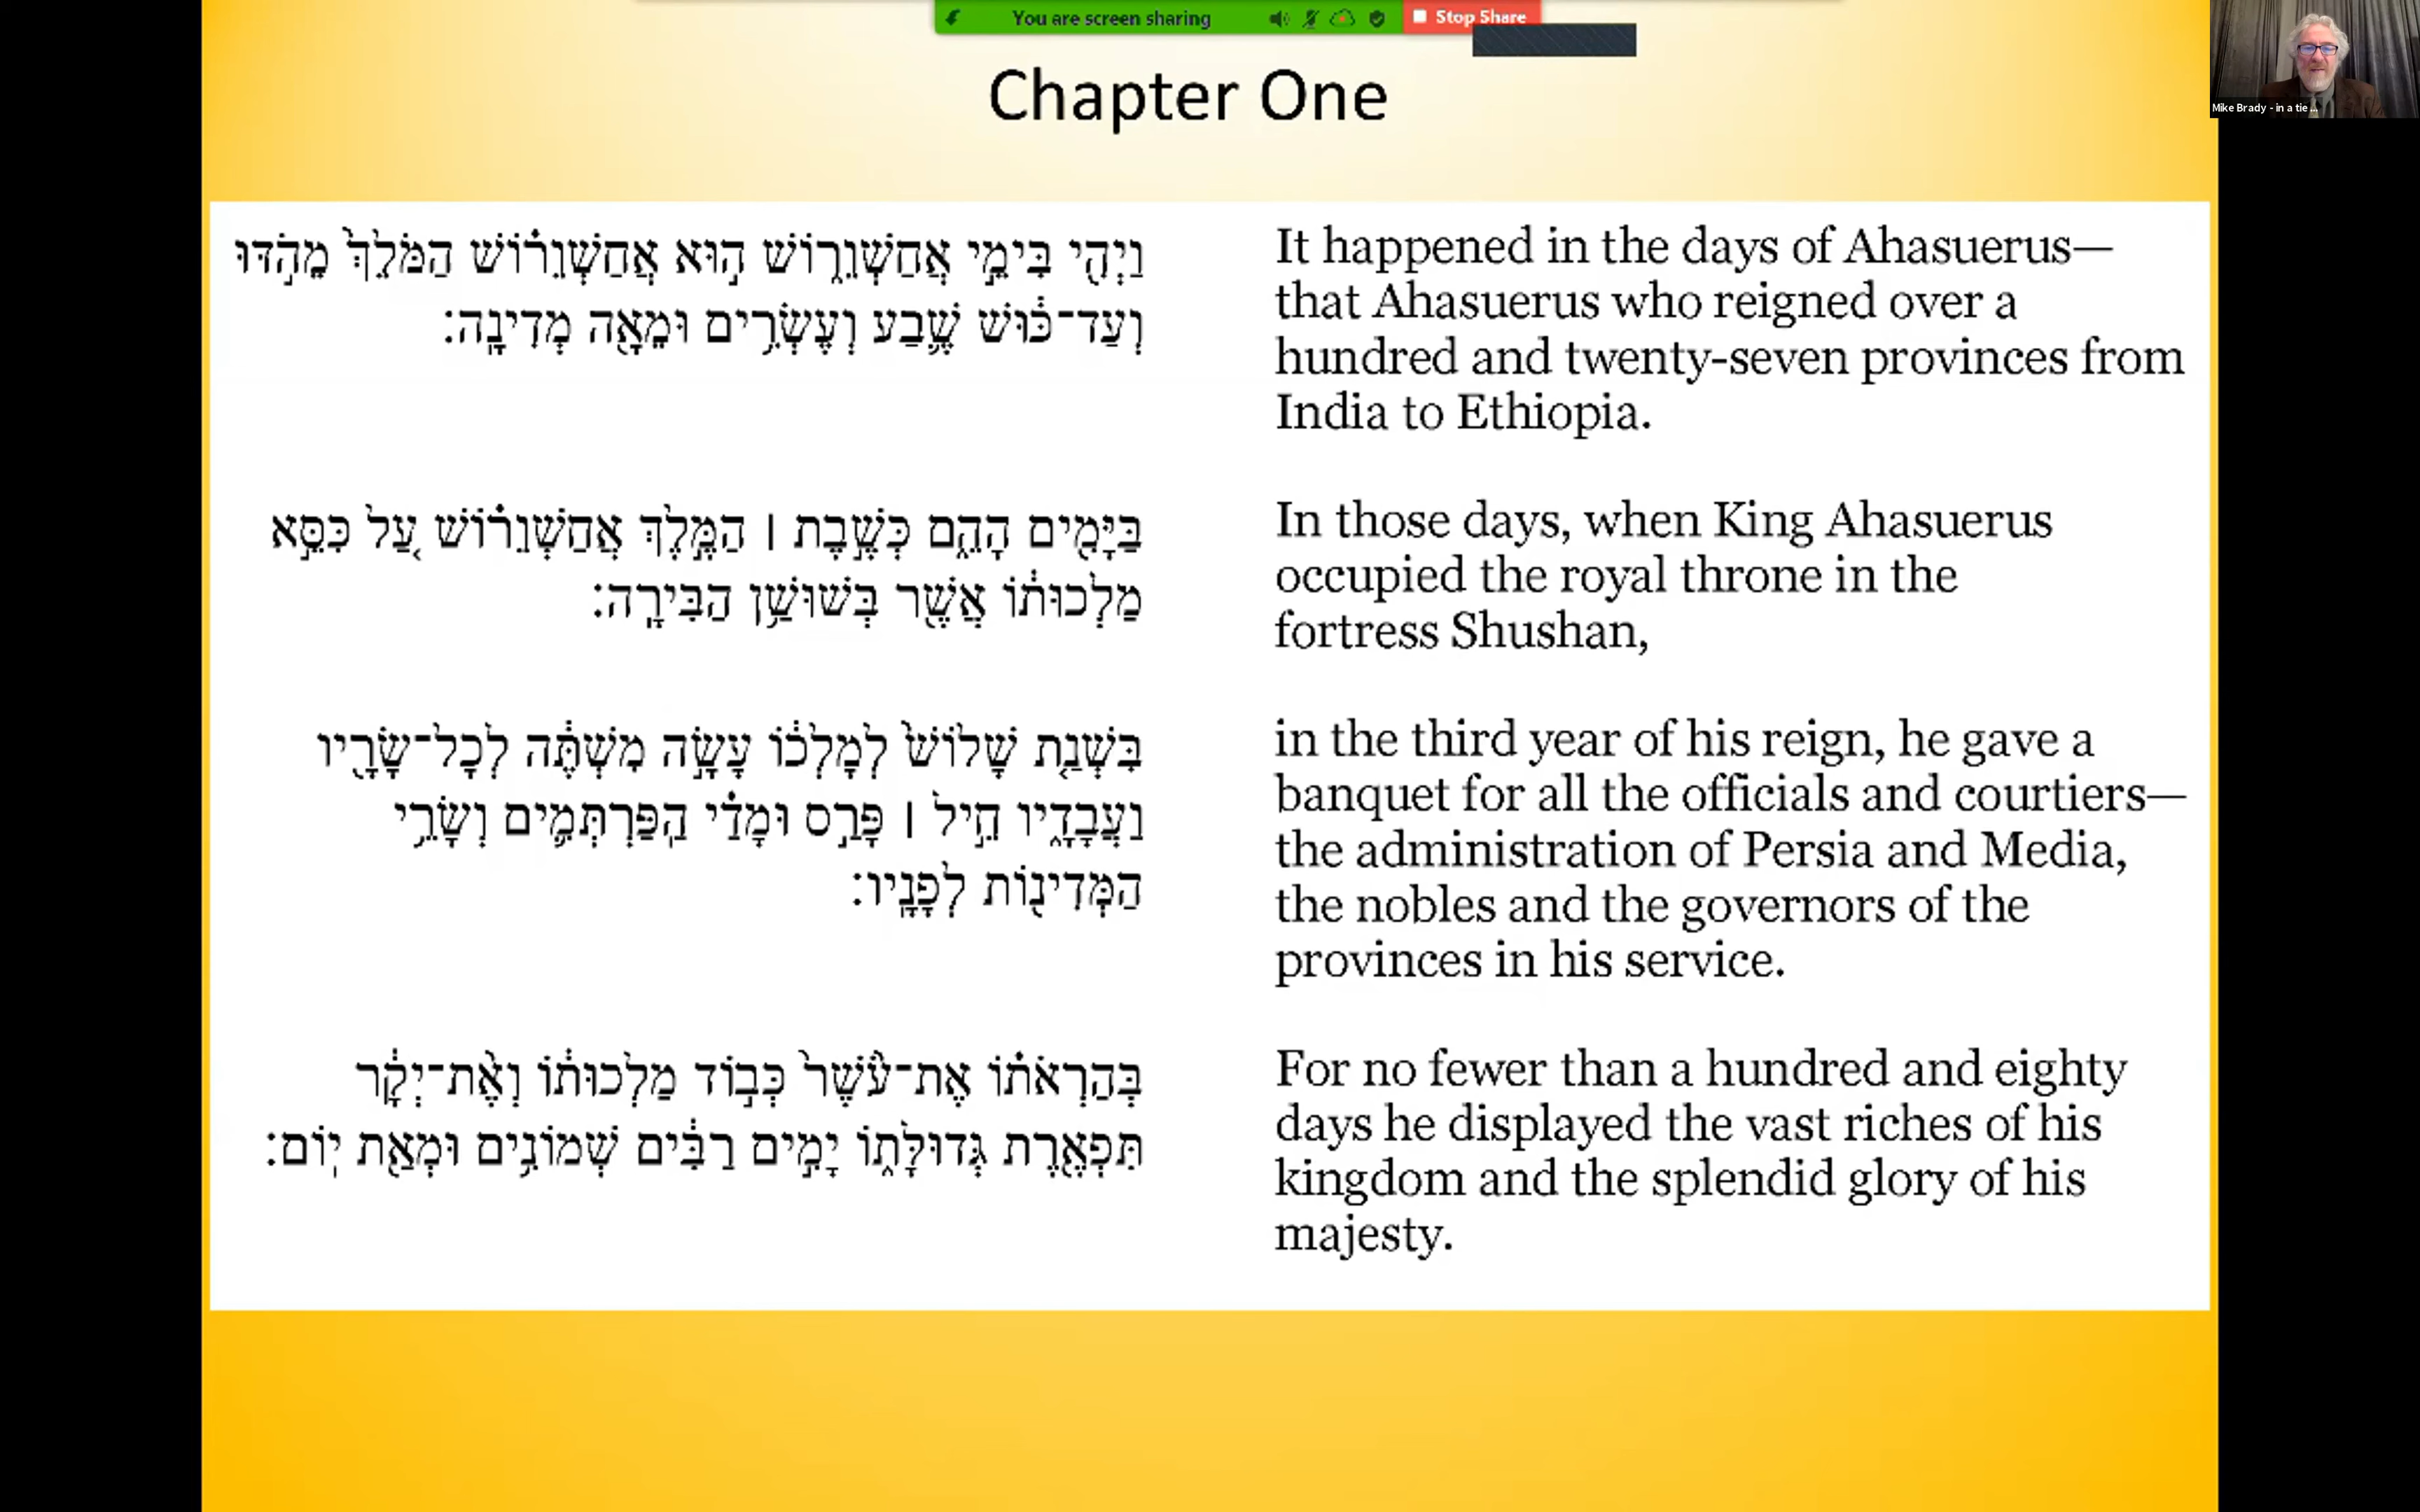 You are screen sharing
Stop Share
Mike Brady - in a tie ...
Chapter One
וַיְהִ֖י בִּימֵ֣י אֲחַשְׁוֵר֑וֹשׁ ה֣וּא אֲחַשְׁוֵר֗וֹשׁ הַמֹּלֵךְ֙ מֵהֹ֣דּוּ
וְעַד־כּ֔וּשׁ שֶׁ֛בַע וְעֶשְׂרִ֥ים וּמֵאָ֖ה מְדִינָֽה׃
It happened in the days of Ahasuerus—
that Ahasuerus who reigned over a
hundred and twenty-seven provinces from
India to Ethiopia.
בַּיָּמִ֖ים הָהֵ֑ם כְּשֶׁ֣בֶת ׀ הַמֶּ֣לֶךְ אֲחַשְׁוֵר֗וֹשׁ עַ֚ל כִּסֵּ֣א
מַלְכוּת֔וֹ אֲשֶׁ֖ר בְּשׁוּשַׁ֥ן הַבִּירָֽה׃
In those days, when King Ahasuerus
occupied the royal throne in the
fortress Shushan,
בִּשְׁנַ֤ת שָׁלוֹשׁ֙ לְמָלְכ֔וֹ עָשָׂ֣ה מִשְׁתֶּ֔ה לְכָל־שָׂרָ֖יו
וַעֲבָדָ֑יו חֵ֣יל ׀ פָּרַ֣ס וּמָדַ֗י הַֽפַּרְתְּמִ֛ים וְשָׂרֵ֥י
הַמְּדִינ֖וֹת לְפָנָֽיו׃
in the third year of his reign, he gave a
banquet for all the officials and courtiers—
the administration of Persia and Media,
the nobles and the governors of the
provinces in his service.
בְּהַרְאֹת֗וֹ אֶת־עֹ֙שֶׁר֙ כְּב֣וֹד מַלְכוּת֔וֹ וְאֶ֨ת־יְקָ֔ר
תִּפְאֶ֖רֶת גְּדוּלָּת֑וֹ יָמִ֣ים רַבִּ֔ים שְׁמוֹנִ֥ים וּמְאַ֖ת יֽוֹם׃
For no fewer than a hundred and eighty
days he displayed the vast riches of his
kingdom and the splendid glory of his
majesty.